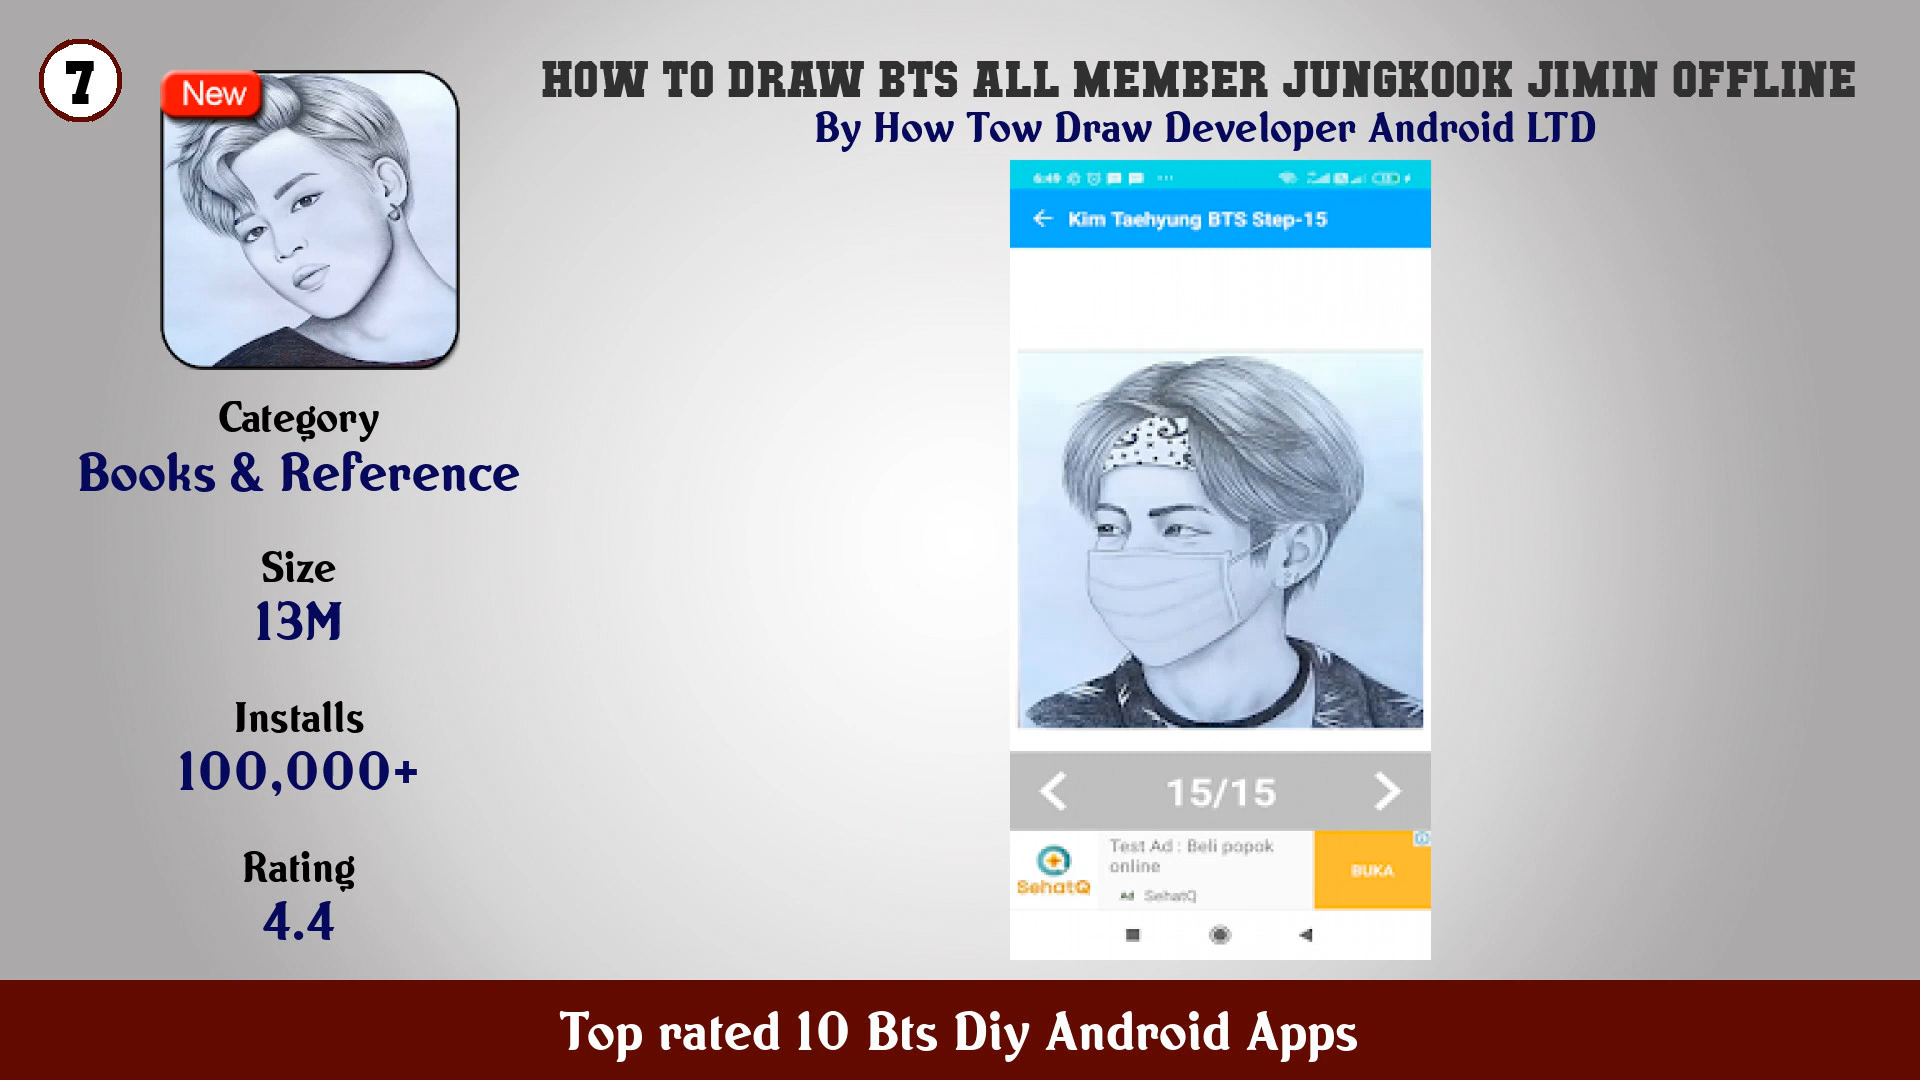 7
New
HOW TO DRAW BTS ALL MEMBER JUNGKOOK JIMIN OFFLINE
By How Tow Draw Developer Android LTD
Category
Books & Reference
Size
13M
Installs
100,000+
Rating
4.4
6:49
Kim Taehyung BTS Step-15
15/15
SehatQ
Test Ad : Beli popok
online
Ad SehatQ
BUKA
Top rated 10 Bts Diy Android Apps